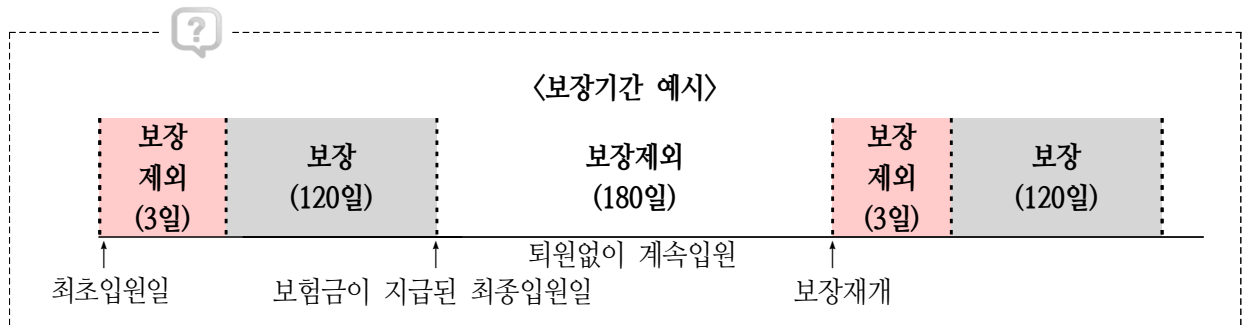 ?
〈보장기간 예시〉
보장
제외
(3일)
보장
(120일)
보장제외
(180일)
보장
제외
(3일)
보장
(120일)
퇴원없이 계속입원
최초입원일
보험금이 지급된 최종입원일
보장재개